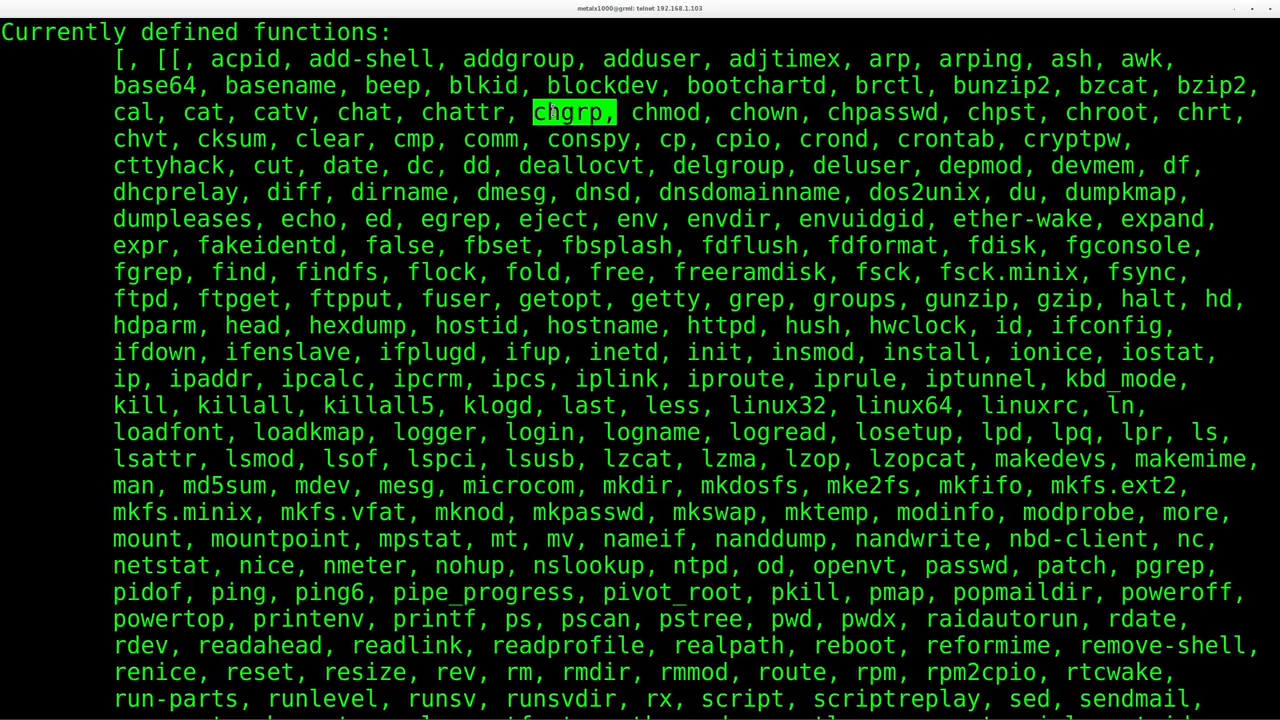 metalx1000@grml: telnet 192.168.1.103
Currently defined functions:
[, [[, acpid, add-shell, addgroup, adduser, adjtimex, arp, arping, ash, awk,
base64, basename, beep, blkid, blockdev, bootchartd, brctl, bunzip2, bzcat, bzip2,
cal, cat, catv, chat, chattr, chgrp, chmod, chown, chpasswd, chpst, chroot, chrt,
chvt, cksum, clear, cmp, comm, conspy, cp, cpio, crond, crontab, cryptpw,
cttyhack, cut, date, dc, dd, deallocvt, delgroup, deluser, depmod, devmem, df,
dhcprelay, diff, dirname, dmesg, dnsd, dnsdomainname, dos2unix, du, dumpkmap,
dumpleases, echo, ed, egrep, eject, env, envdir, envuidgid, ether-wake, expand,
expr, fakeidentd, false, fbset, fbsplash, fdflush, fdformat, fdisk, fgconsole,
fgrep, find, findfs, flock, fold, free, freeramdisk, fsck, fsck.minix, fsync,
ftpd, ftpget, ftpput, fuser, getopt, getty, grep, groups, gunzip, gzip, halt, hd,
hdparm, head, hexdump, hostid, hostname, httpd, hush, hwclock, id, ifconfig,
ifdown, ifenslave, ifplugd, ifup, inetd, init, insmod, install, ionice, iostat,
ip, ipaddr, ipcalc, ipcrm, ipcs, iplink, iproute, iprule, iptunnel, kbd_mode,
kill, killall, killall5, klogd, last, less, linux32, linux64, linuxrc, ln,
loadfont, loadkmap, logger, login, logname, logread, losetup, lpd, lpq, lpr, ls,
lsattr, lsmod, lsof, lspci, lsusb, lzcat, lzma, lzop, lzopcat, makedevs, makemime,
man, md5sum, mdev, mesg, microcom, mkdir, mkdosfs, mke2fs, mkfifo, mkfs.ext2,
mkfs.minix, mkfs.vfat, mknod, mkpasswd, mkswap, mktemp, modinfo, modprobe, more,
mount, mountpoint, mpstat, mt, mv, nameif, nanddump, nandwrite, nbd-client, nc,
netstat, nice, nmeter, nohup, nslookup, ntpd, od, openvt, passwd, patch, pgrep,
pidof, ping, ping6, pipe_progress, pivot_root, pkill, pmap, popmaildir, poweroff,
powertop, printenv, printf, ps, pscan, pstree, pwd, pwdx, raidautorun, rdate,
rdev, readahead, readlink, readprofile, realpath, reboot, reformime, remove-shell,
renice, reset, resize, rev, rm, rmdir, rmmod, route, rpm, rpm2cpio, rtcwake,
run-parts, runlevel, runsv, runsvdir, rx, script, scriptreplay, sed, sendmail,